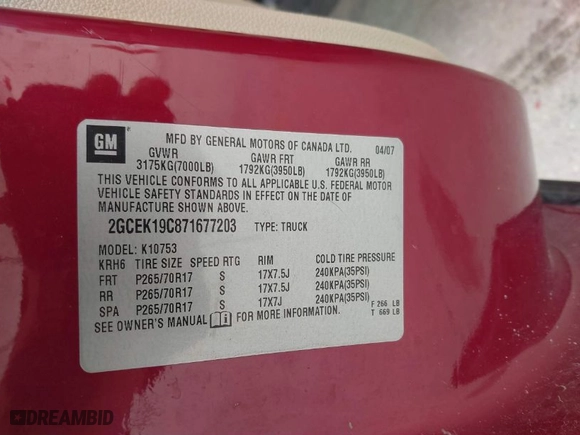 GM
MFD BY GENERAL MOTORS OF CANADA LTD. 04/07
GVWR GAWR FRT GAWR RR
3175KG(7000LB) 1792KG(3950LB) 1792KG(3950LB)
THIS VEHICLE CONFORMS TO ALL APPLICABLE U.S. FEDERAL MOTOR
VEHICLE SAFETY STANDARDS IN EFFECT ON THE DATE OF
MANUFACTURE SHOWN ABOVE.
2GCEK19C871677203 TYPE: TRUCK
MODEL: K10753
KRH6 TIRE SIZE SPEED RTG RIM COLD TIRE PRESSURE
FRT P265/70R17 S 17X7.5J 240KPA(35PSI)
RR P265/70R17 S 17X7.5J 240KPA(35PSI)
SPA P265/70R17 S 17X7J 240KPA(35PSI)
SEE OWNER'S MANUAL FOR MORE INFORMATION.
F 266 LB
T 669 LB
DREAMBID